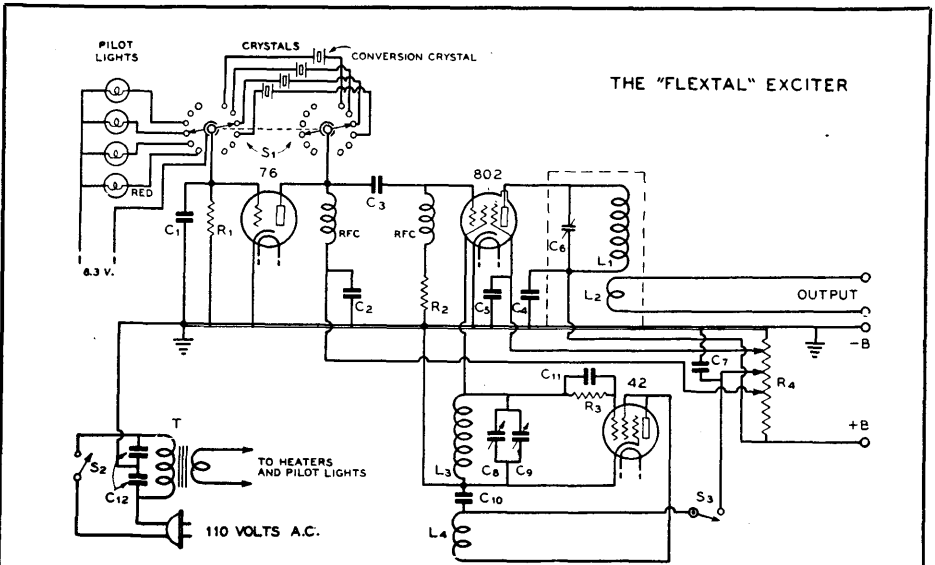 PILOT
LIGHTS
CRYSTALS
CONVERSION CRYSTAL
THE "FLEXTAL" EXCITER
S1
RED
76
802
C3
C1
R1
RFC
RFC
C6
L1
6.3 V.
C2
R2
C5
C4
L2
OUTPUT
-B
C7
R4
C11
42
R3
T
+B
S2
TO HEATERS
AND PILOT LIGHTS
L3
C8
C9
C12
C10
S3
110 VOLTS A.C.
L4